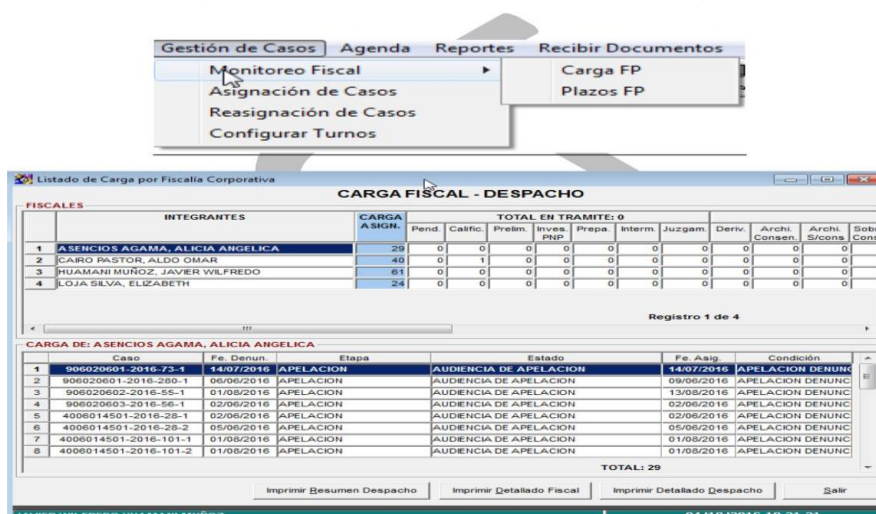 Gestión de Casos Agenda Reportes Recibir Documentos
Monitoreo Fiscal Carga FP
Asignación de Casos Plazos FP
Reasignación de Casos
Configurar Turnos
Listado de Carga por Fiscalía Corporativa
CARGA FISCAL - DESPACHO
FISCALES
INTEGRANTES CARGA ASIGN. TOTAL EN TRAMITE: 0
Pend. Calific. Prelim. Inves. PNP Prepa. Interm. Juzgam. Deriv. Archi. Consen. Archi. S/cons
1 ASENCIOS AGAMA, ALICIA ANGELICA 29 0 0 0 0 0 0 0 0 0 0
2 CAIRO PASTOR, ALDO OMAR 40 0 1 0 0 0 0 0 0 0 0
3 HUAMANI MUÑOZ, JAVIER WILFREDO 61 0 0 0 0 0 0 0 0 0 0
4 LOJA SILVA, ELIZABETH 24 0 0 0 0 0 0 0 0 0 0
Registro 1 de 4
CARGA DE: ASENCIOS AGAMA, ALICIA ANGELICA
Caso Fe. Denun. Etapa Estado Fe. Asig. Condición
1 906020601-2016-73-1 14/07/2016 APELACION AUDIENCIA DE APELACION 14/07/2016 APELACION DENUNC
2 906020601-2016-280-1 06/06/2016 APELACION AUDIENCIA DE APELACION 09/06/2016 APELACION DENUNC
3 906020602-2016-55-1 01/08/2016 APELACION AUDIENCIA DE APELACION 13/08/2016 APELACION DENUNC
4 906020603-2016-56-1 02/06/2016 APELACION AUDIENCIA DE APELACION 02/06/2016 APELACION DENUNC
5 4006014501-2016-28-1 02/06/2016 APELACION AUDIENCIA DE APELACION 02/06/2016 APELACION DENUNC
6 4006014501-2016-28-2 05/06/2016 APELACION AUDIENCIA DE APELACION 05/06/2016 APELACION DENUNC
7 4006014501-2016-101-1 01/08/2016 APELACION AUDIENCIA DE APELACION 01/08/2016 APELACION DENUNC
8 4006014501-2016-101-2 01/08/2016 APELACION AUDIENCIA DE APELACION 01/08/2016 APELACION DENUNC
TOTAL: 29
Imprimir Resumen Despacho Imprimir Detallado Fiscal Imprimir Detallado Despacho Salir